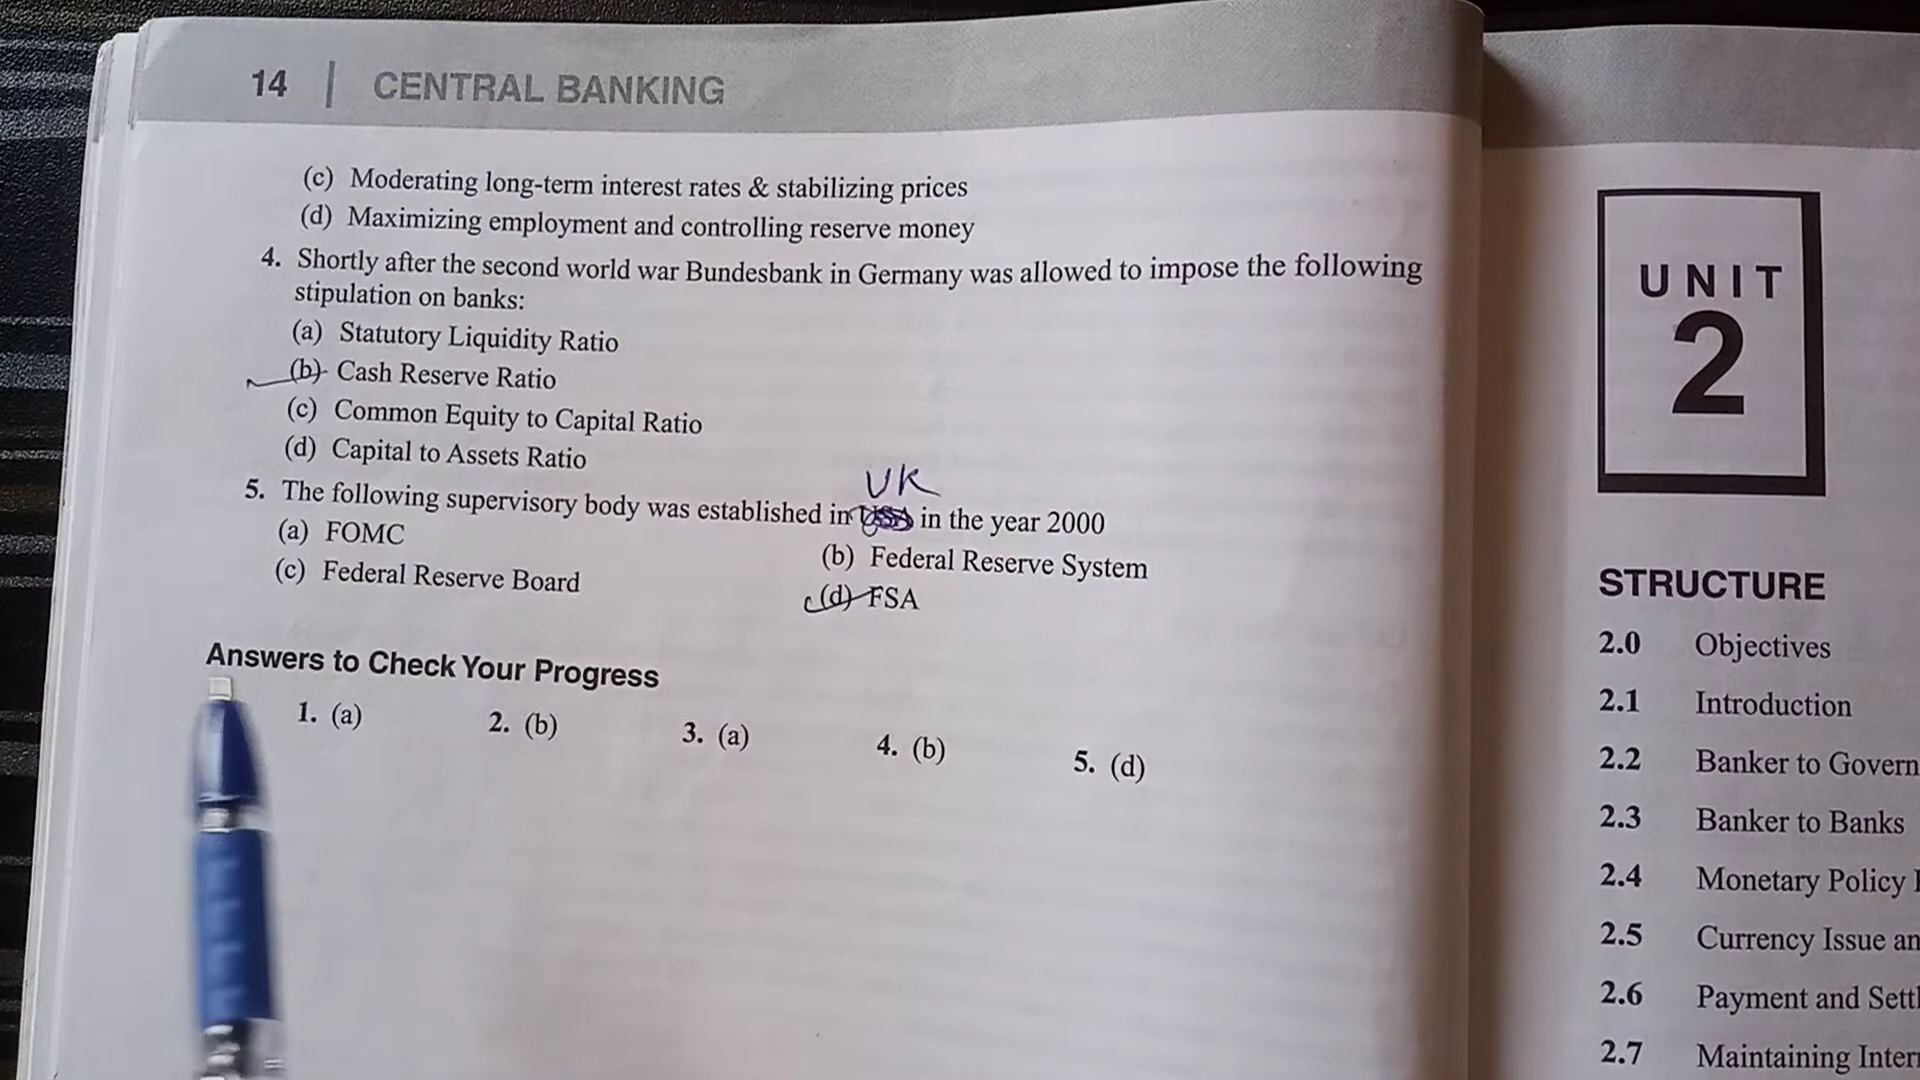 14 | CENTRAL BANKING
(c) Moderating long-term interest rates & stabilizing prices
(d) Maximizing employment and controlling reserve money
4. Shortly after the second world war Bundesbank in Germany was allowed to impose the following
stipulation on banks:
(a) Statutory Liquidity Ratio
(b) Cash Reserve Ratio
(c) Common Equity to Capital Ratio
(d) Capital to Assets Ratio
UK
5. The following supervisory body was established in USA in the year 2000
(a) FOMC
(b) Federal Reserve System
(c) Federal Reserve Board
(d) FSA
Answers to Check Your Progress
1. (a) 2. (b) 3. (a) 4. (b) 5. (d)
UNIT
2
STRUCTURE
2.0 Objectives
2.1 Introduction
2.2 Banker to Govern
2.3 Banker to Banks
2.4 Monetary Policy
2.5 Currency Issue an
2.6 Payment and Settl
2.7 Maintaining Inter